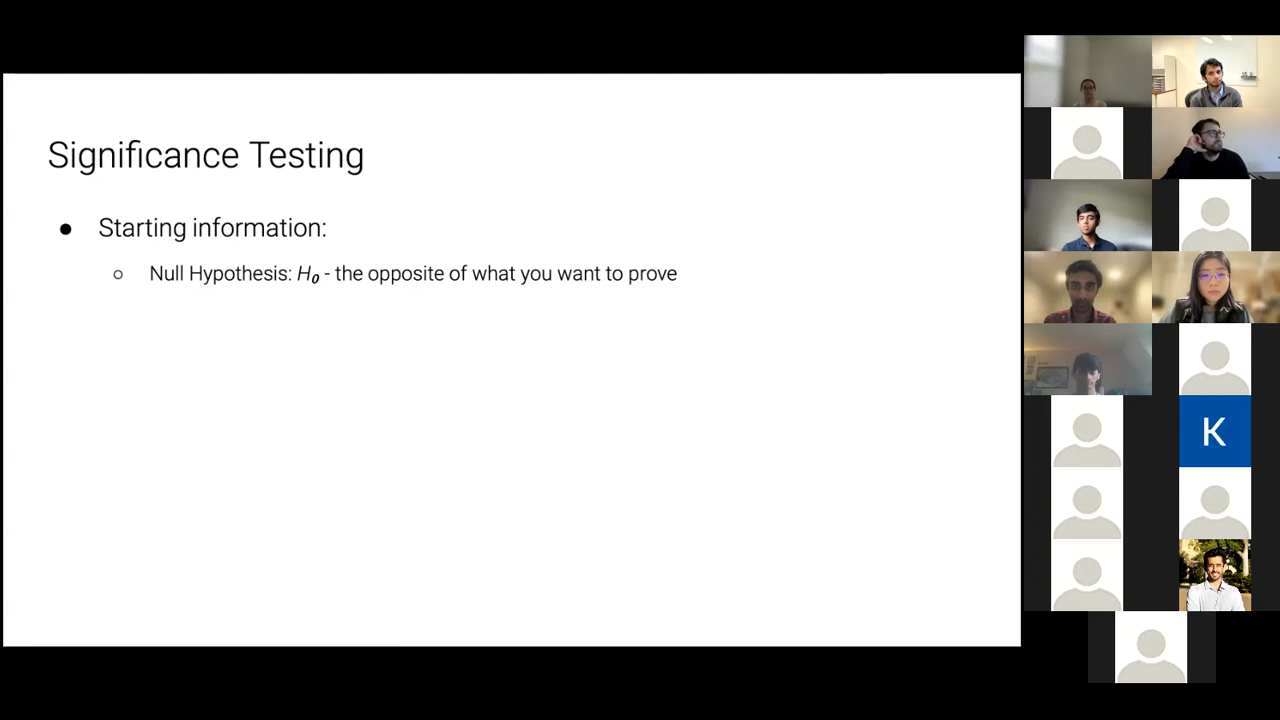 Significance Testing
● Starting information:
○ Null Hypothesis: H₀ - the opposite of what you want to prove
K